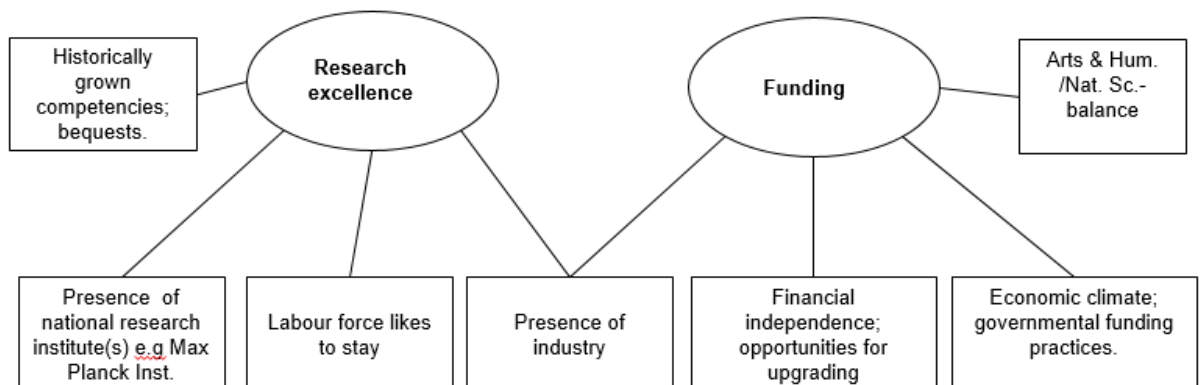 Historically
grown
competencies;
bequests.
Research
excellence
Funding
Arts & Hum.
/Nat. Sc.-
balance
Presence of
national research
institute(s) e.g Max
Planck Inst.
Labour force likes
to stay
Presence of
industry
Financial
independence;
opportunities for
upgrading
Economic climate;
governmental funding
practices.